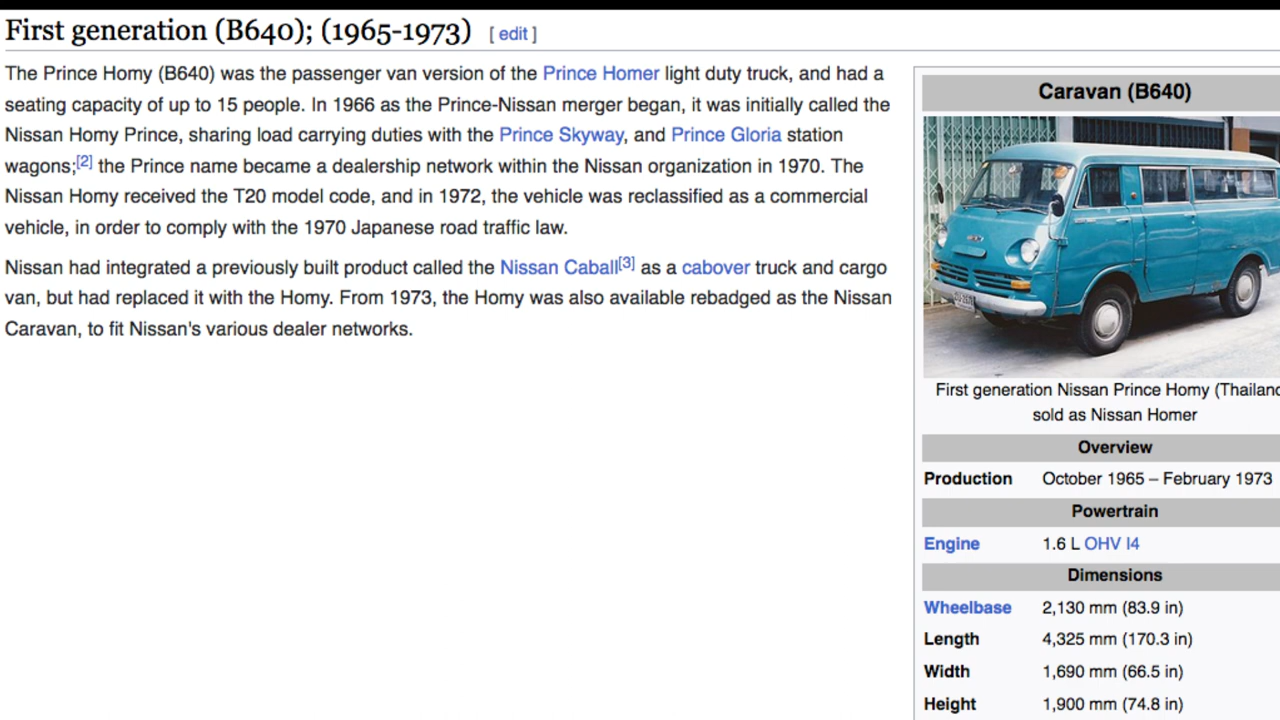 First generation (B640); (1965-1973) [ edit ]
The Prince Homy (B640) was the passenger van version of the Prince Homer light duty truck, and had a
seating capacity of up to 15 people. In 1966 as the Prince-Nissan merger began, it was initially called the
Nissan Homy Prince, sharing load carrying duties with the Prince Skyway, and Prince Gloria station
wagons;[2] the Prince name became a dealership network within the Nissan organization in 1970. The
Nissan Homy received the T20 model code, and in 1972, the vehicle was reclassified as a commercial
vehicle, in order to comply with the 1970 Japanese road traffic law.
Nissan had integrated a previously built product called the Nissan Caball[3] as a cabover truck and cargo
van, but had replaced it with the Homy. From 1973, the Homy was also available rebadged as the Nissan
Caravan, to fit Nissan's various dealer networks.
Caravan (B640)
First generation Nissan Prince Homy (Thailand
sold as Nissan Homer
Overview
Production October 1965 – February 1973
Powertrain
Engine 1.6 L OHV I4
Dimensions
Wheelbase 2,130 mm (83.9 in)
Length 4,325 mm (170.3 in)
Width 1,690 mm (66.5 in)
Height 1,900 mm (74.8 in)